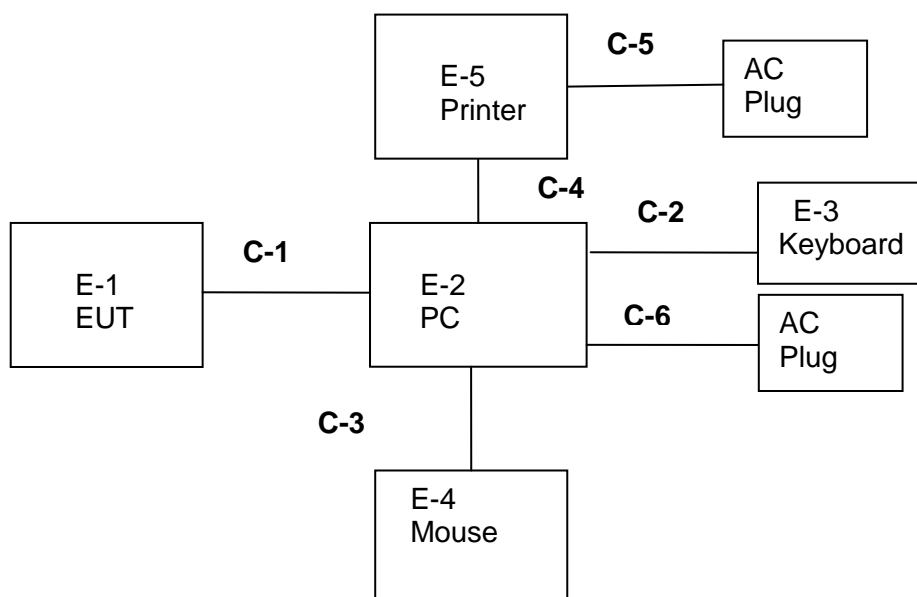 C-5
E-5
Printer
AC
Plug
C-4
C-2
E-3
Keyboard
C-1
E-1
EUT
E-2
PC
C-6
AC
Plug
C-3
E-4
Mouse